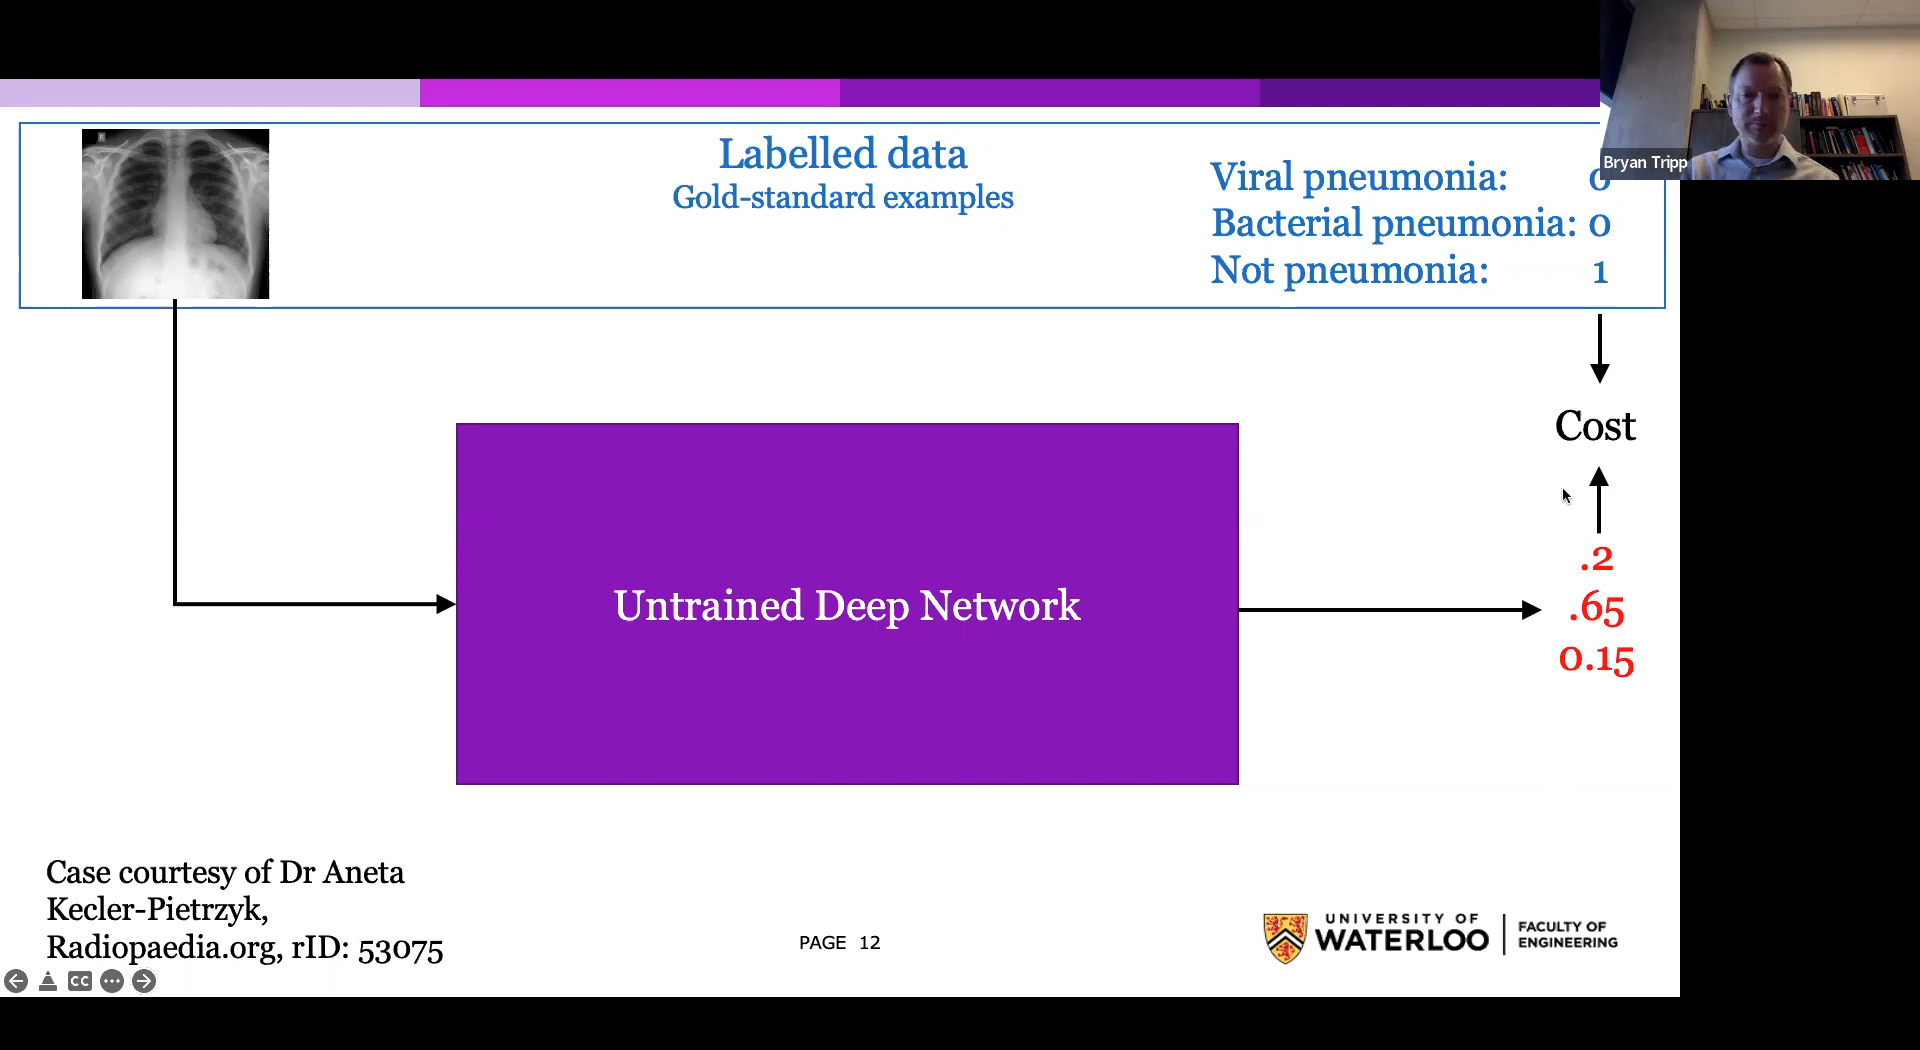 Labelled data
Gold-standard examples
Viral pneumonia: 0
Bacterial pneumonia: 0
Not pneumonia: 1
Bryan Tripp
Cost
.2
.65
0.15
Untrained Deep Network
Case courtesy of Dr Aneta
Kecler-Pietrzyk,
Radiopaedia.org, rID: 53075
PAGE 12
UNIVERSITY OF
WATERLOO
FACULTY OF
ENGINEERING
CC
R